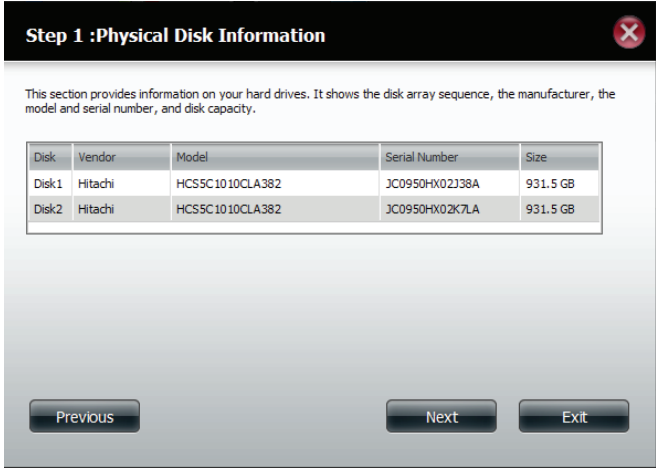 Step 1 :Physical Disk Information
This section provides information on your hard drives. It shows the disk array sequence, the manufacturer, the
model and serial number, and disk capacity.
Disk Vendor Model Serial Number Size
Disk1 Hitachi HCS5C1010CLA382 JC0950HX02J38A 931.5 GB
Disk2 Hitachi HCS5C1010CLA382 JC0950HX02K7LA 931.5 GB
Previous Next Exit